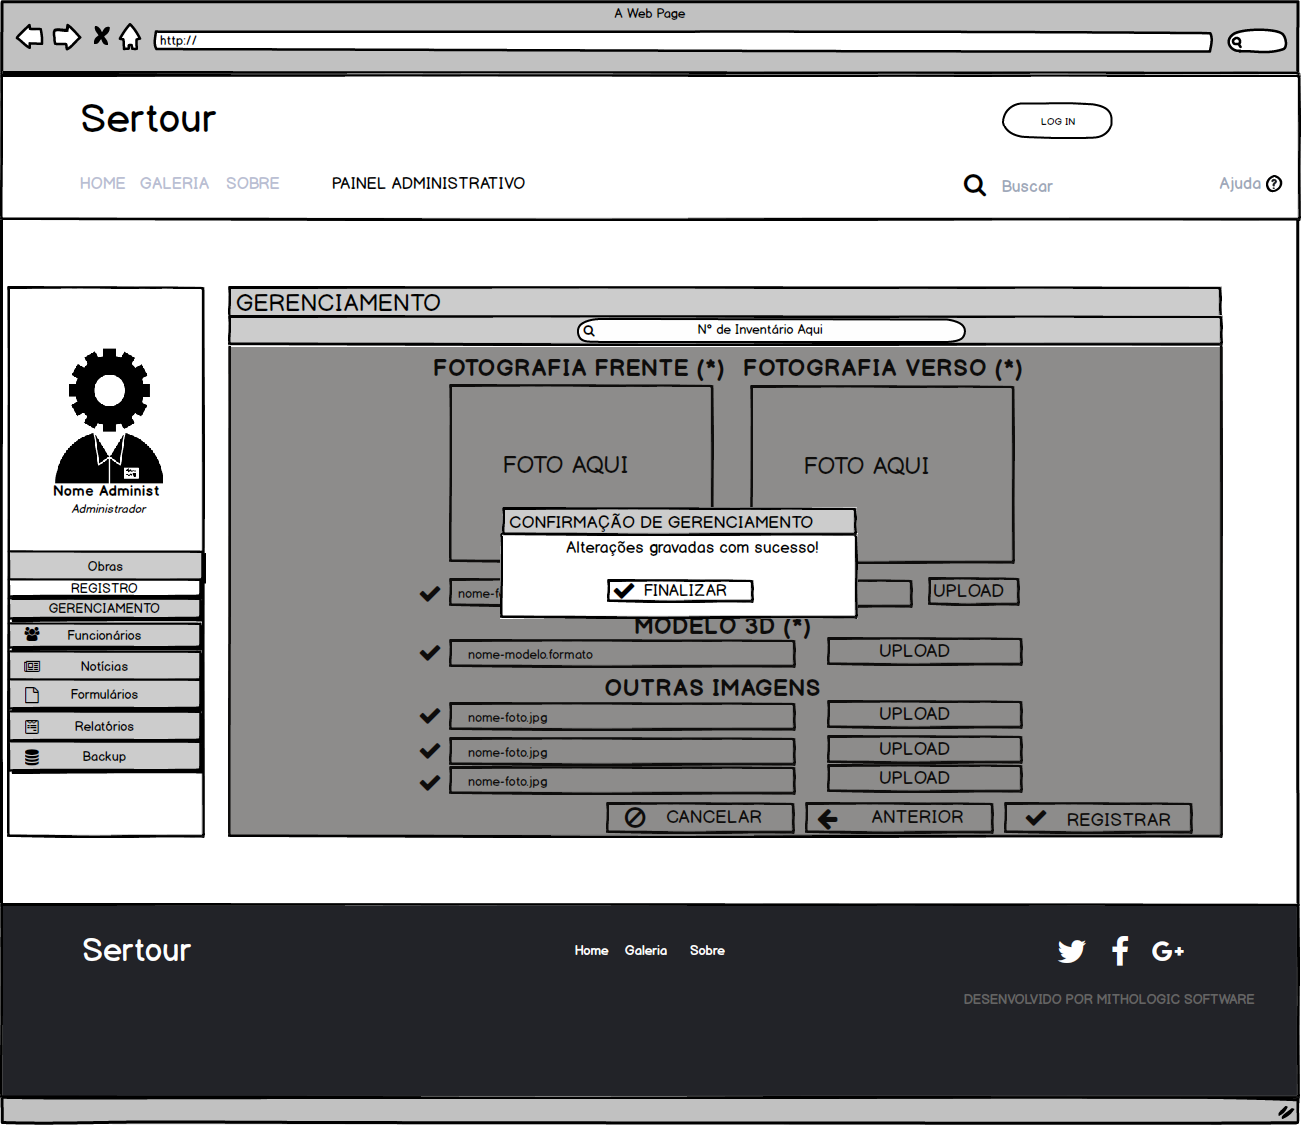 A Web Page
http://
Sertour
LOG IN
HOME GALERIA SOBRE PAINEL ADMINISTRATIVO
Buscar
Ajuda
Nome Administ
Administrador
Obras
REGISTRO
GERENCIAMENTO
Funcionários
Notícias
Formulários
Relatórios
Backup
GERENCIAMENTO
N° de Inventário Aqui
FOTOGRAFIA FRENTE (*) FOTOGRAFIA VERSO (*)
FOTO AQUI FOTO AQUI
CONFIRMAÇÃO DE GERENCIAMENTO
Alterações gravadas com sucesso!
FINALIZAR
nome-f
UPLOAD
MODELO 3D (*)
nome-modelo.formato UPLOAD
OUTRAS IMAGENS
nome-foto.jpg UPLOAD
nome-foto.jpg UPLOAD
nome-foto.jpg UPLOAD
CANCELAR ANTERIOR REGISTRAR
Sertour
Home Galeria Sobre
G+
DESENVOLVIDO POR MITHOLOGIC SOFTWARE